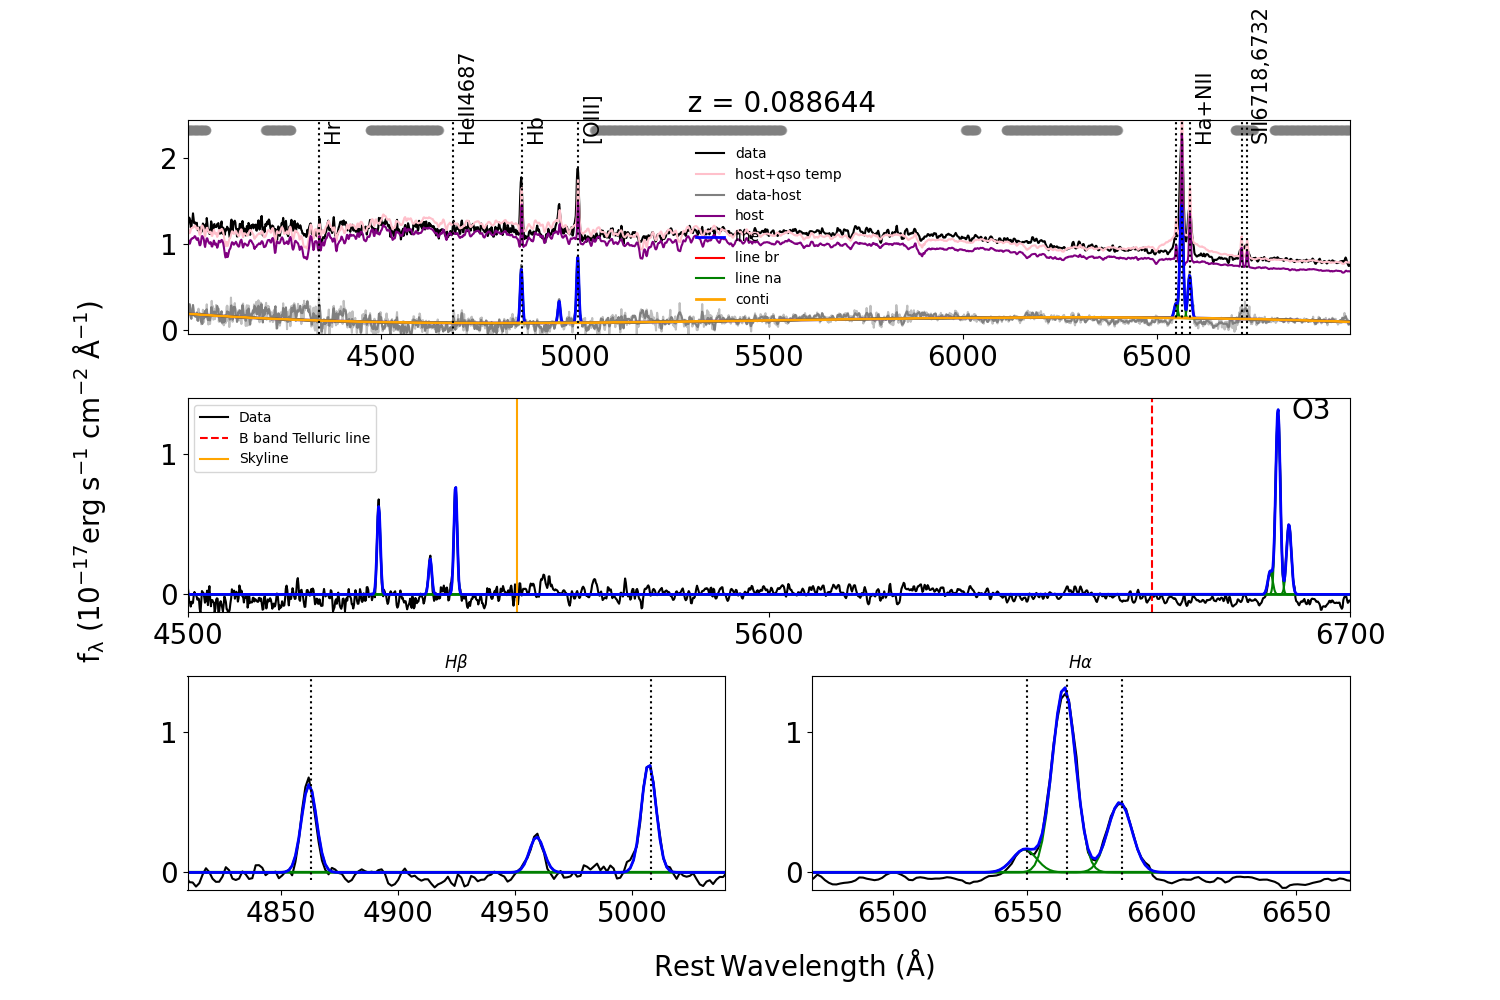 z = 0.088644
Hr
HeII4687
Hb
[OIII]
Ha+NII
SII6718,6732
data
host+qso temp
data-host
host
line
line br
line na
conti
2
1
0
4500
5000
5500
6000
6500
Data
B band Telluric line
Skyline
O3
1
0
4500
5600
6700
fλ (10⁻¹⁷erg s⁻¹ cm⁻² Å⁻¹)
Hβ
1
0
4850
4900
4950
5000
Hα
1
0
6500
6550
6600
6650
Rest Wavelength (Å)